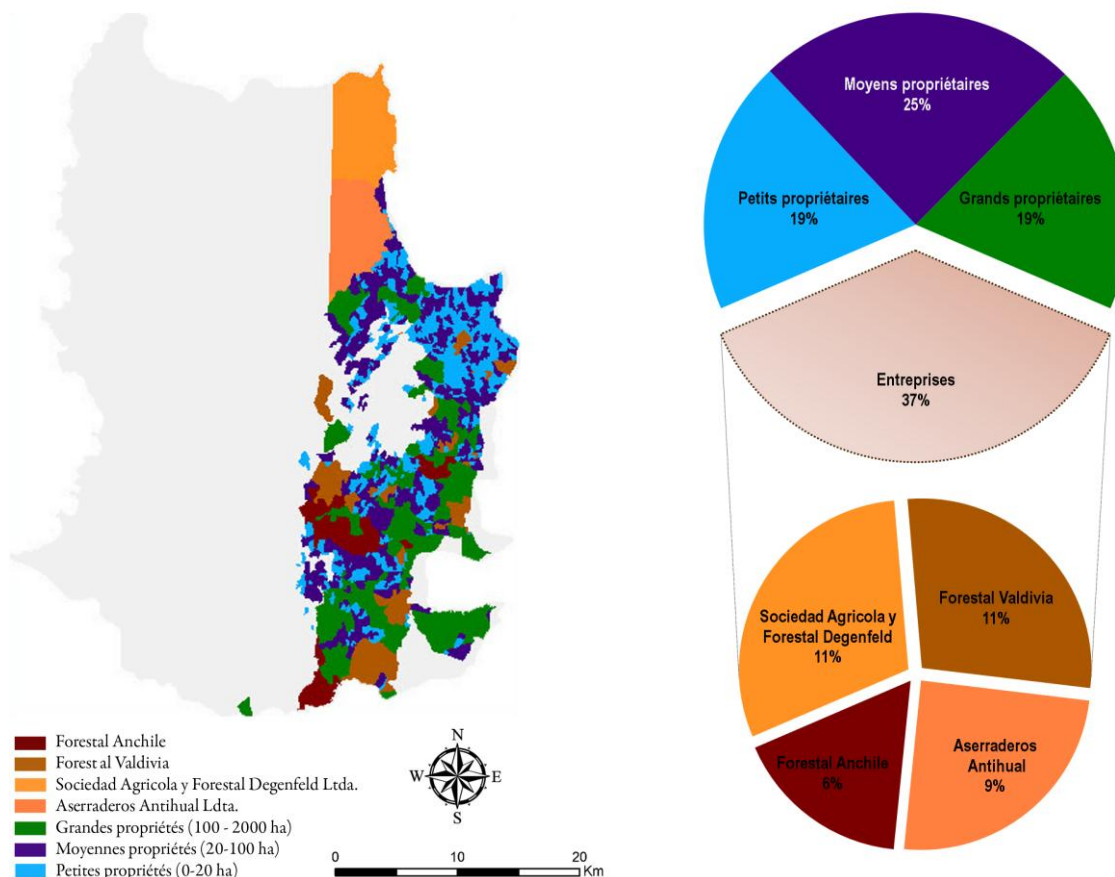 Moyens propriétaires
25%
Petits propriétaires
19%
Grands propriétaires
19%
Entreprises
37%
Sociedad Agricola y
Forestal Degenfeld
11%
Forestal Valdivia
11%
Forestal Anchile
6%
Aserraderos
Antihual
9%
Forestal Anchile
Forest al Valdivia
Sociedad Agricola y Forestal Degenfeld Ltda.
Aserraderos Antihual Ldta.
Grandes propriétés (100 - 2000 ha)
Moyennes propriétés (20-100 ha)
Petites propriétés (0-20 ha)
N
W E
S
0 10 20
Km